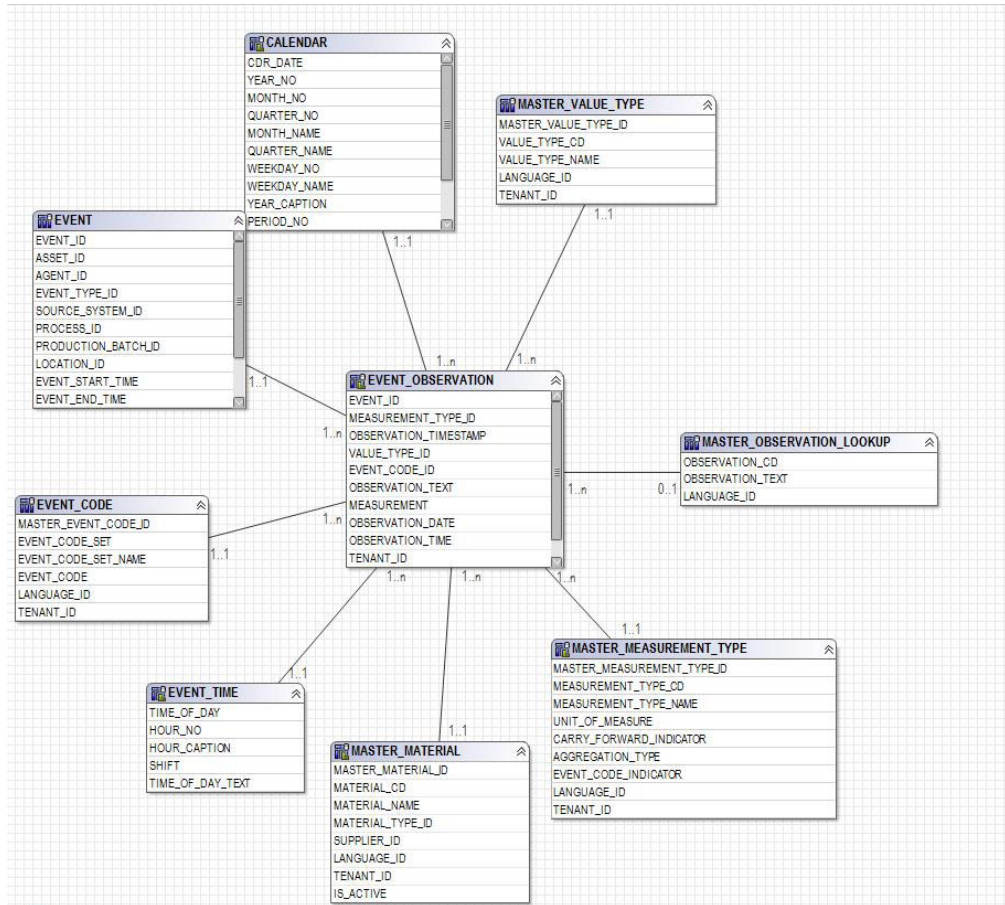 CALENDAR
CDR_DATE
YEAR_NO
MONTH_NO
QUARTER_NO
MONTH_NAME
QUARTER_NAME
WEEKDAY_NO
WEEKDAY_NAME
YEAR_CAPTION
PERIOD_NO
1..1
MASTER_VALUE_TYPE
MASTER_VALUE_TYPE_ID
VALUE_TYPE_CD
VALUE_TYPE_NAME
LANGUAGE_ID
TENANT_ID
1..1
EVENT
EVENT_ID
ASSET_ID
AGENT_ID
EVENT_TYPE_ID
SOURCE_SYSTEM_ID
PROCESS_ID
PRODUCTION_BATCH_ID
LOCATION_ID
EVENT_START_TIME
EVENT_END_TIME
1..1
1..n
1..n
EVENT_OBSERVATION
EVENT_ID
MEASUREMENT_TYPE_ID
1..n
OBSERVATION_TIMESTAMP
VALUE_TYPE_ID
EVENT_CODE_ID
OBSERVATION_TEXT
MEASUREMENT
1..n
OBSERVATION_DATE
OBSERVATION_TIME
TENANT_ID
1..n
0..1
MASTER_OBSERVATION_LOOKUP
OBSERVATION_CD
OBSERVATION_TEXT
LANGUAGE_ID
EVENT_CODE
MASTER_EVENT_CODE_ID
EVENT_CODE_SET
EVENT_CODE_SET_NAME
EVENT_CODE
LANGUAGE_ID
TENANT_ID
1..1
1..n
1..n
1..n
1..1
EVENT_TIME
TIME_OF_DAY
HOUR_NO
HOUR_CAPTION
SHIFT
TIME_OF_DAY_TEXT
1..1
MASTER_MATERIAL
MASTER_MATERIAL_ID
MATERIAL_CD
MATERIAL_NAME
MATERIAL_TYPE_ID
SUPPLIER_ID
LANGUAGE_ID
TENANT_ID
IS_ACTIVE
1..1
MASTER_MEASUREMENT_TYPE
MASTER_MEASUREMENT_TYPE_ID
MEASUREMENT_TYPE_CD
MEASUREMENT_TYPE_NAME
UNIT_OF_MEASURE
CARRY_FORWARD_INDICATOR
AGGREGATION_TYPE
EVENT_CODE_INDICATOR
LANGUAGE_ID
TENANT_ID